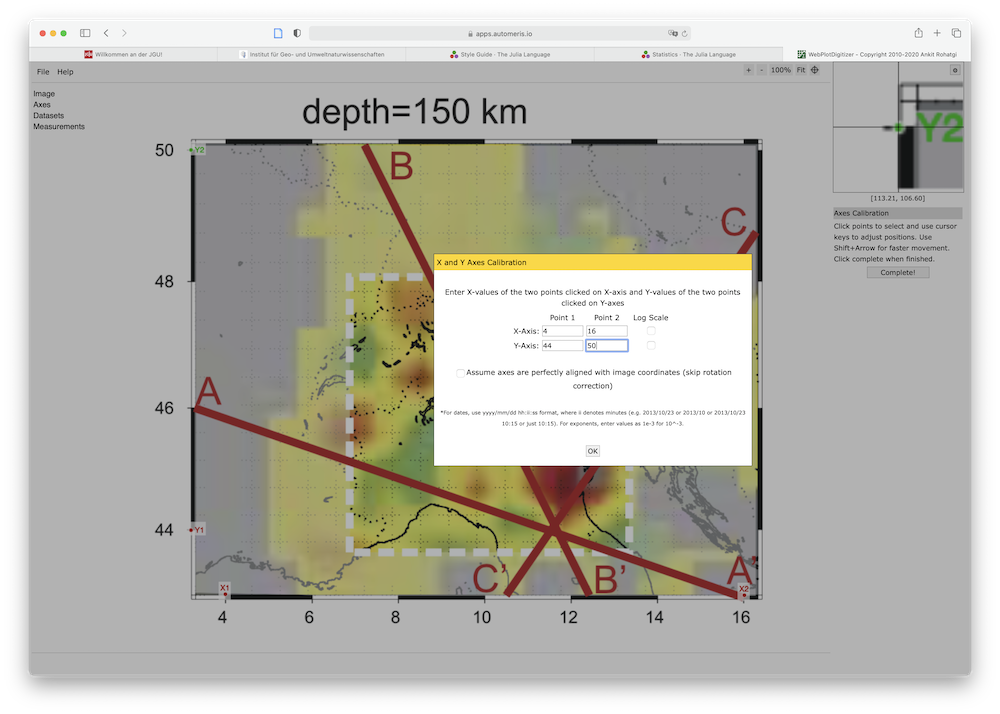 apps.automeris.io
Willkommen an der JGU!
Institut für Geo- und Umweltnaturwissenschaften
Style Guide · The Julia Language
Statistics · The Julia Language
WebPlotDigitizer - Copyright 2010-2020 Ankit Rohatgi
File Help
+ - 100% Fit
Image
Axes
Datasets
Measurements
depth=150 km
50
48
46
44
4 6 8 10 12 14 16
Y2
Y1
X1
X2
A
B
C
C'
B'
A'
Y2
[113.21, 106.60]
Axes Calibration
Click points to select and use cursor
keys to adjust positions. Use
Shift+Arrow for faster movement.
Click complete when finished.
Complete!
X and Y Axes Calibration
Enter X-values of the two points clicked on X-axis and Y-values of the two points
clicked on Y-axes
Point 1 Point 2 Log Scale
X-Axis: 4 16
Y-Axis: 44 50
Assume axes are perfectly aligned with image coordinates (skip rotation
correction)
*For dates, use yyyy/mm/dd hh:ii:ss format, where ii denotes minutes (e.g. 2013/10/23 or 2013/10 or 2013/10/23
10:15 or just 10:15). For exponents, enter values as 1e-3 for 10^-3.
OK